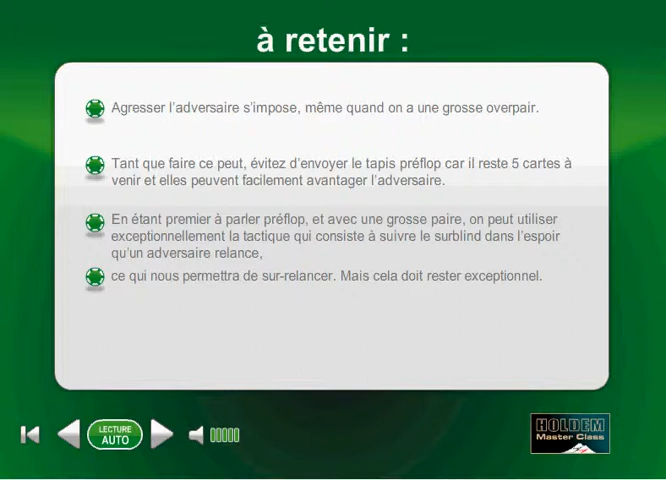 à retenir :
Agresser l'adversaire s'impose, même quand on a une grosse overpair.
Tant que faire ce peut, évitez d'envoyer le tapis préflop car il reste 5 cartes à
venir et elles peuvent facilement avantager l'adversaire.
En étant premier à parler préflop, et avec une grosse paire, on peut utiliser
exceptionnellement la tactique qui consiste à suivre le surblind dans l'espoir
qu'un adversaire relance,
ce qui nous permettra de sur-relancer. Mais cela doit rester exceptionnel.
LECTURE
AUTO
HOLDEM
Master Class